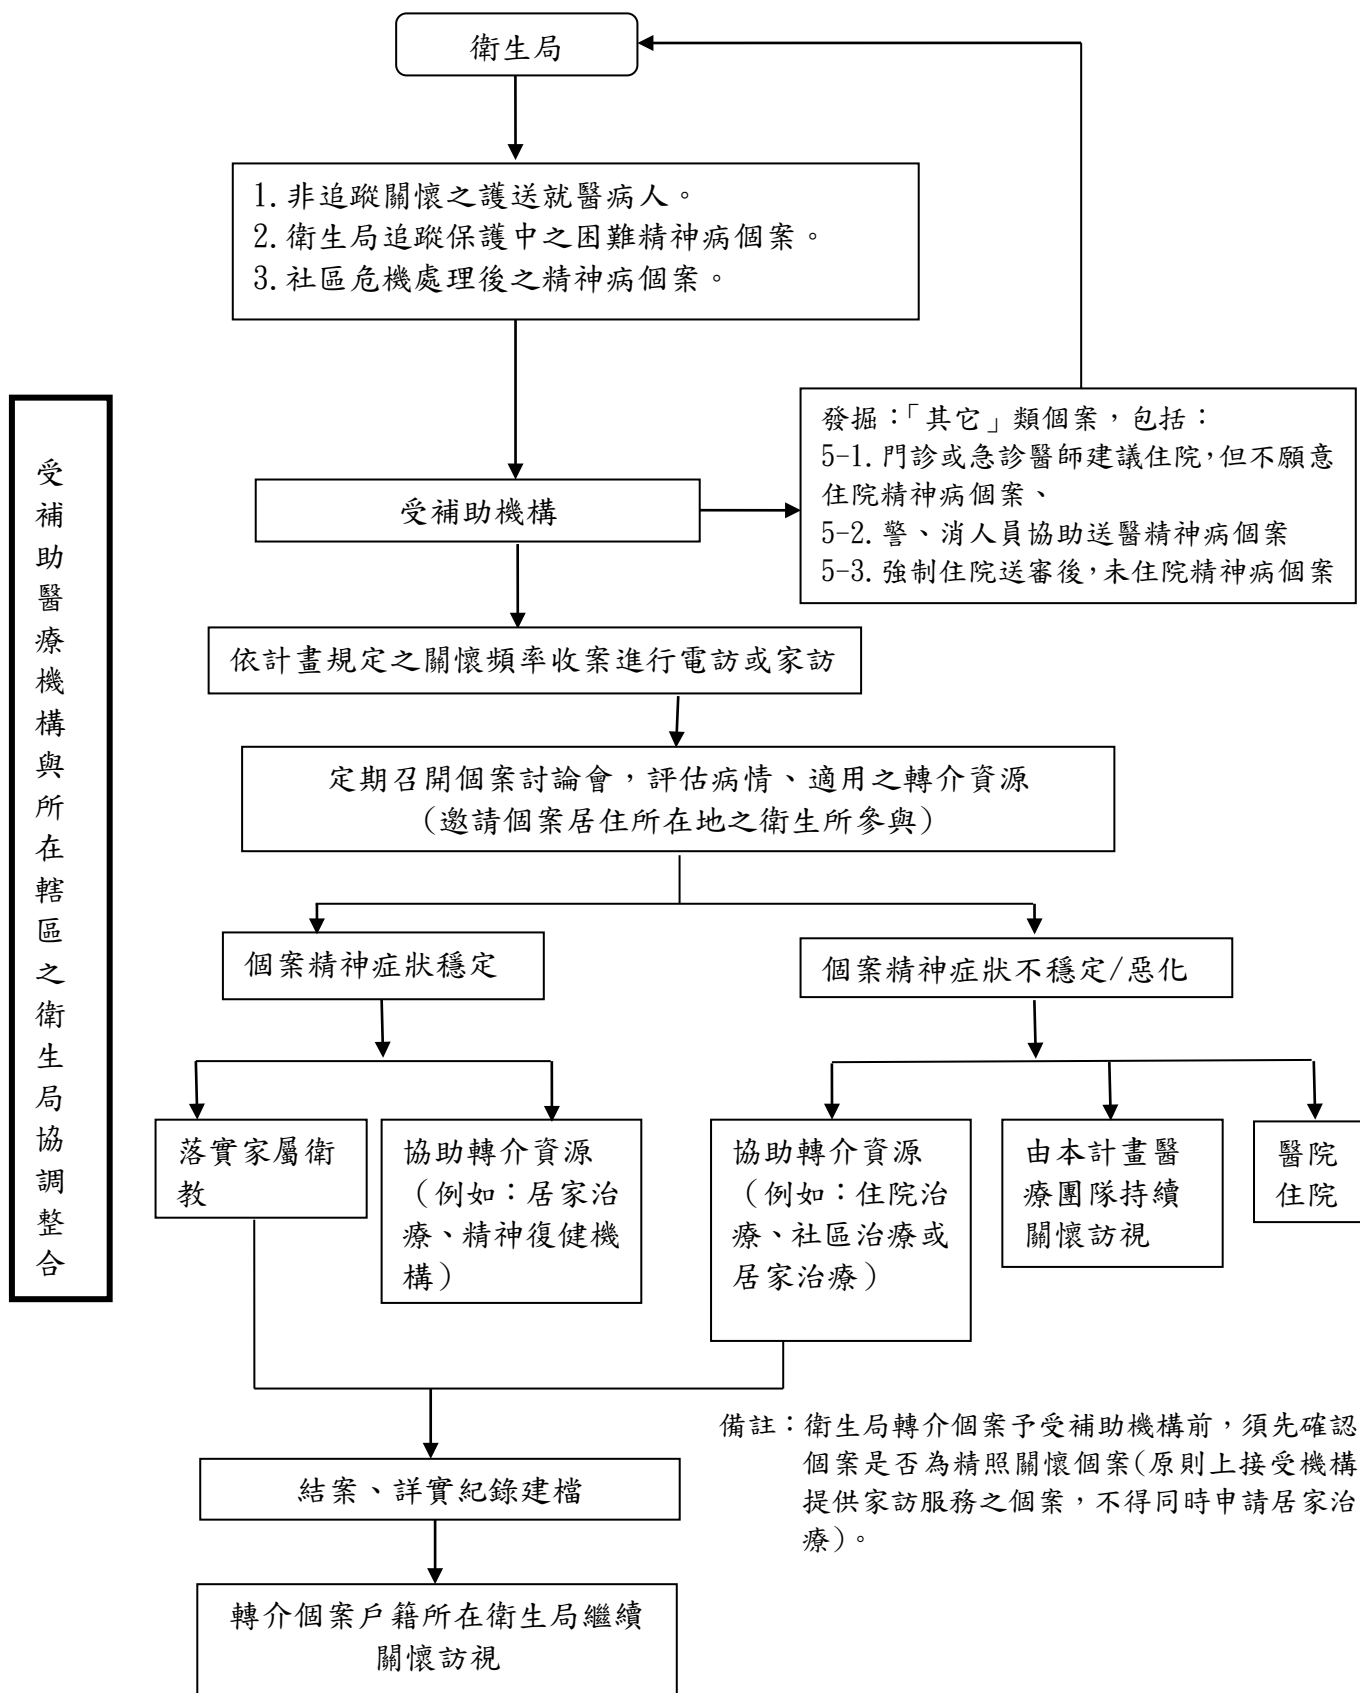 衛生局
1.非追蹤關懷之護送就醫病人。
2.衛生局追蹤保護中之困難精神病個案。
3.社區危機處理後之精神病個案。
受補助醫療機構與所在轄區之衛生局協調整合
發掘：「其它」類個案，包括：
5-1.門診或急診醫師建議住院，但不願意
住院精神病個案、
5-2.警、消人員協助送醫精神病個案
5-3.強制住院送審後，未住院精神病個案
受補助機構
依計畫規定之關懷頻率收案進行電訪或家訪
定期召開個案討論會，評估病情、適用之轉介資源
(邀請個案居住所在地之衛生所參與)
個案精神症狀穩定
個案精神症狀不穩定/惡化
落實家屬衛
教
協助轉介資源
（例如：居家治
療、精神復健機
構）
協助轉介資源
（例如：住院治
療、社區治療或
居家治療）
由本計畫醫
療團隊持續
關懷訪視
醫院
住院
備註：衛生局轉介個案予受補助機構前，須先確認
個案是否為精照關懷個案(原則上接受機構
提供家訪服務之個案，不得同時申請居家治
療)。
結案、詳實紀錄建檔
轉介個案戶籍所在衛生局繼續
關懷訪視